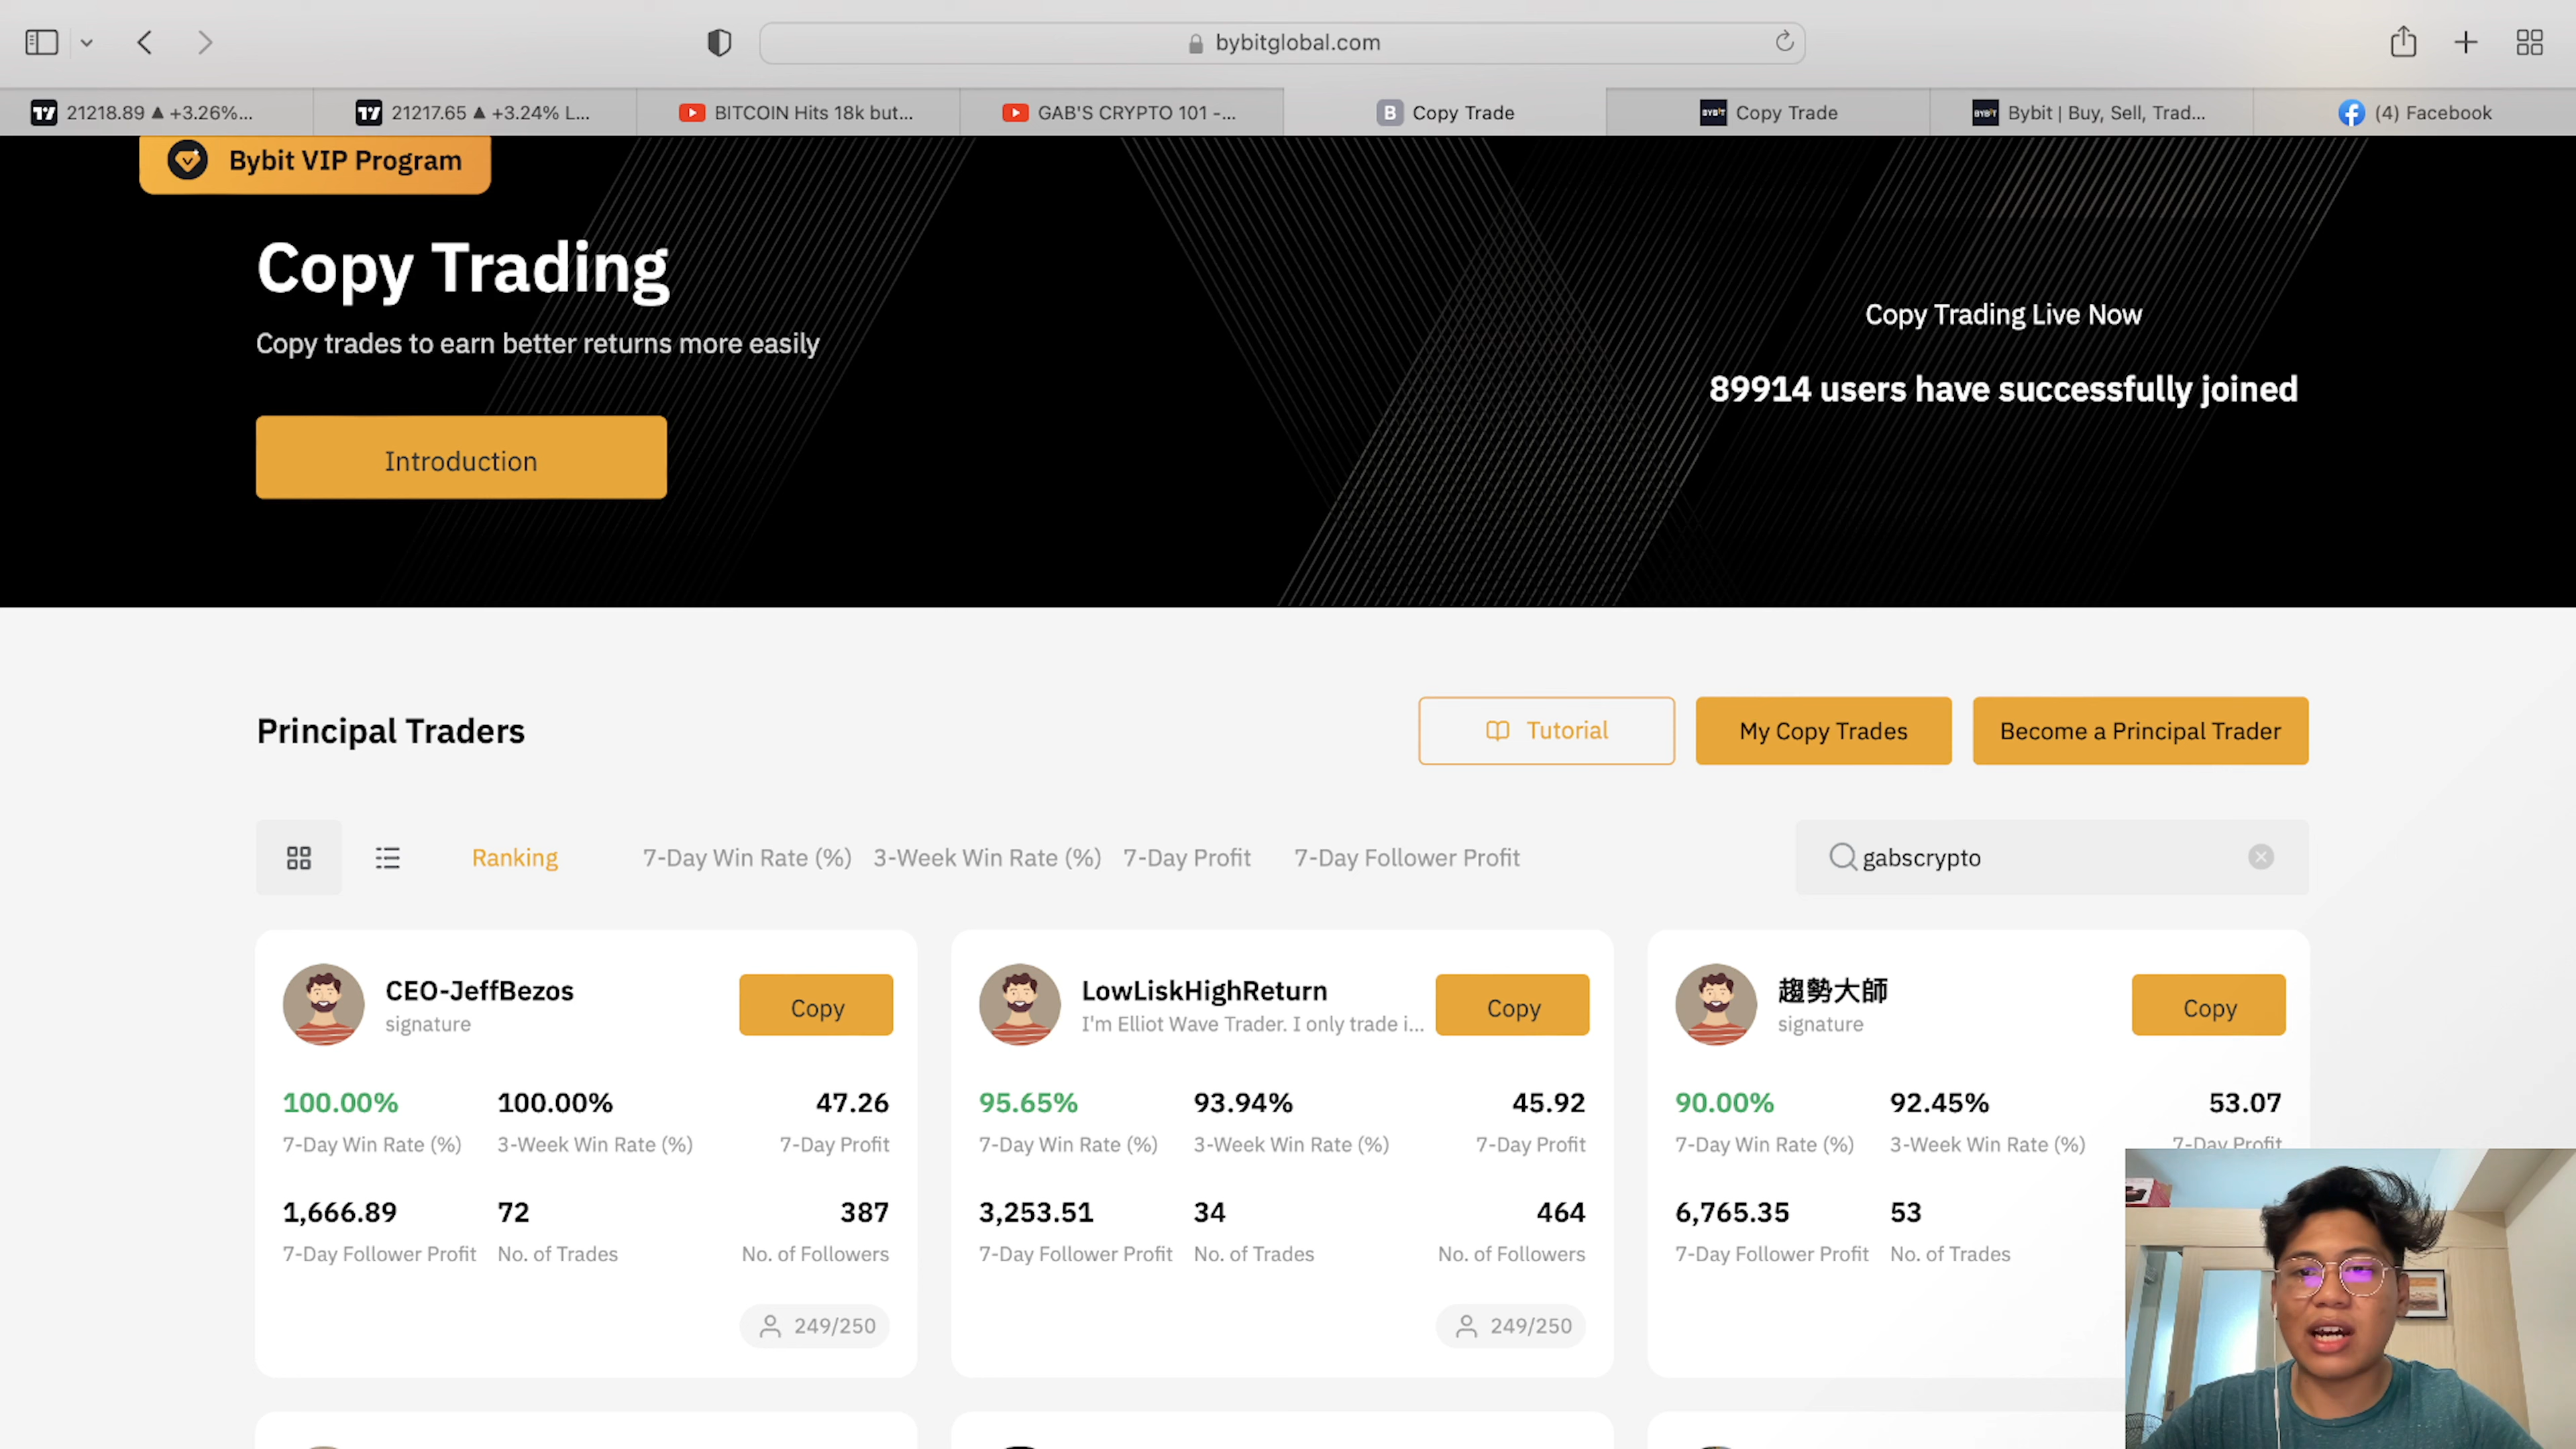 bybitglobal.com
21218.89 ▲ +3.26%...
21217.65 ▲ +3.24% L...
BITCOIN Hits 18k but...
GAB'S CRYPTO 101 -...
B Copy Trade
BYBIT Copy Trade
BYBIT Bybit | Buy, Sell, Trad...
(4) Facebook
Bybit VIP Program
Copy Trading
Copy trades to earn better returns more easily
Introduction
Copy Trading Live Now
89914 users have successfully joined
Principal Traders
Tutorial
My Copy Trades
Become a Principal Trader
Ranking
7-Day Win Rate (%)
3-Week Win Rate (%)
7-Day Profit
7-Day Follower Profit
gabscrypto
CEO-JeffBezos
signature
Copy
100.00%
100.00%
47.26
7-Day Win Rate (%)
3-Week Win Rate (%)
7-Day Profit
1,666.89
72
387
7-Day Follower Profit
No. of Trades
No. of Followers
249/250
LowLiskHighReturn
I'm Elliot Wave Trader. I only trade i...
Copy
95.65%
93.94%
45.92
7-Day Win Rate (%)
3-Week Win Rate (%)
7-Day Profit
3,253.51
34
464
7-Day Follower Profit
No. of Trades
No. of Followers
249/250
趨勢大師
signature
Copy
90.00%
92.45%
53.07
7-Day Win Rate (%)
3-Week Win Rate (%)
7-Day Profit
6,765.35
53
7-Day Follower Profit
No. of Trades